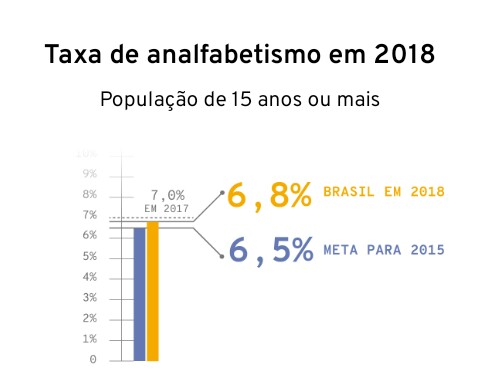 Taxa de analfabetismo em 2018
População de 15 anos ou mais
10%
9%
8%
7%
6%
5%
4%
3%
2%
1%
0
7,0%
EM 2017
6,8% BRASIL EM 2018
6,5% META PARA 2015